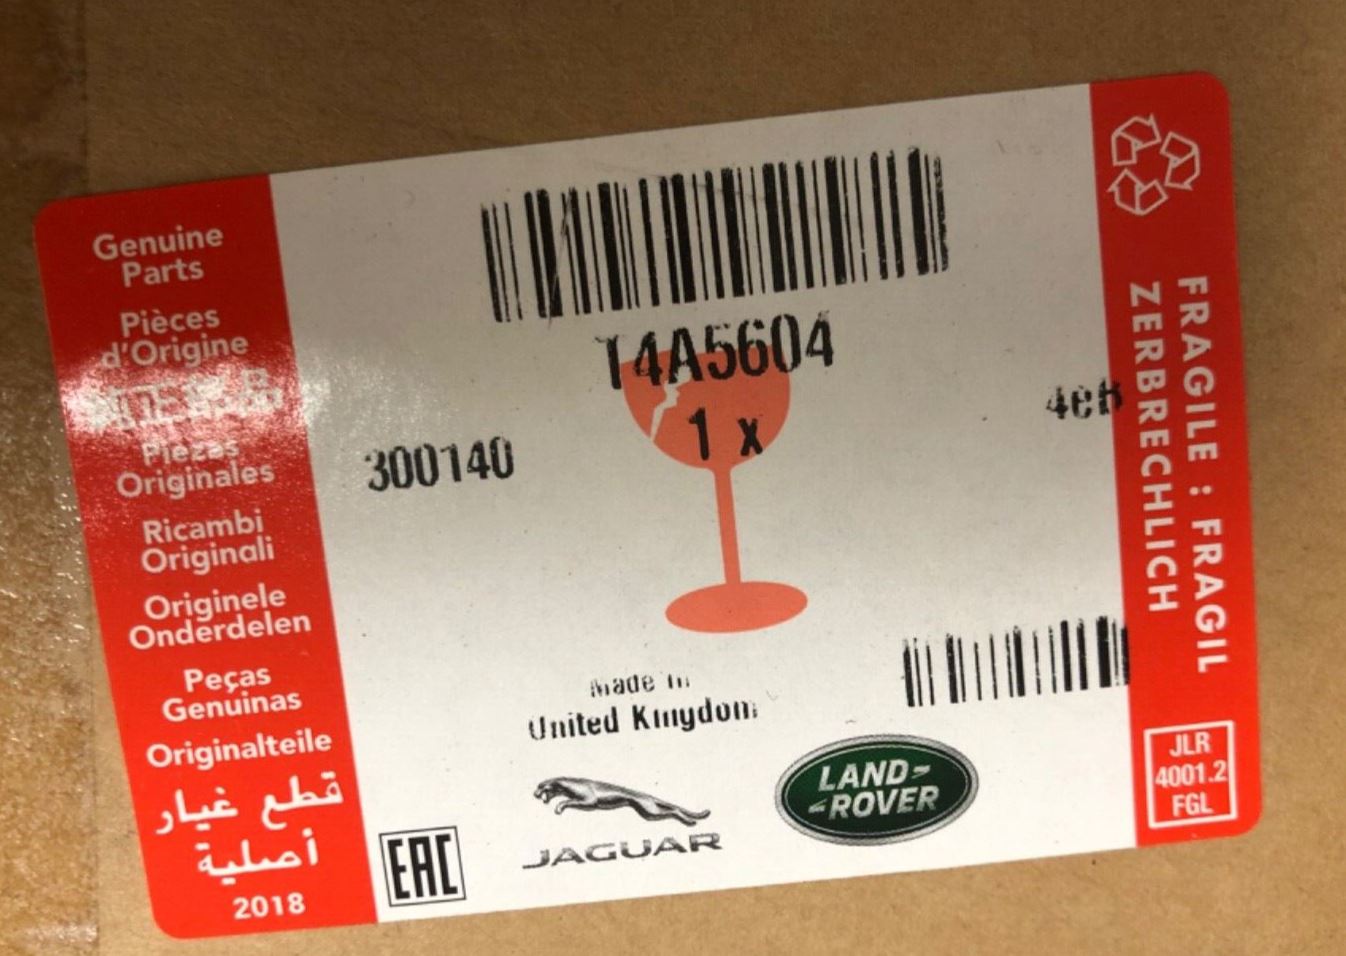 Genuine
Parts
Pièces
d'Origine
Piezas
Originales
Ricambi
Originali
Originele
Onderdelen
Peças
Genuinas
Originalteile
قطع غيار
أصلية
2018
T4A5604
1 x
300140
Made in
United Kingdom
EAC
JAGUAR
LAND-
-ROVER
FRAGILE : FRAGIL
ZERBRECHLICH
JLR
4001.2
FGL